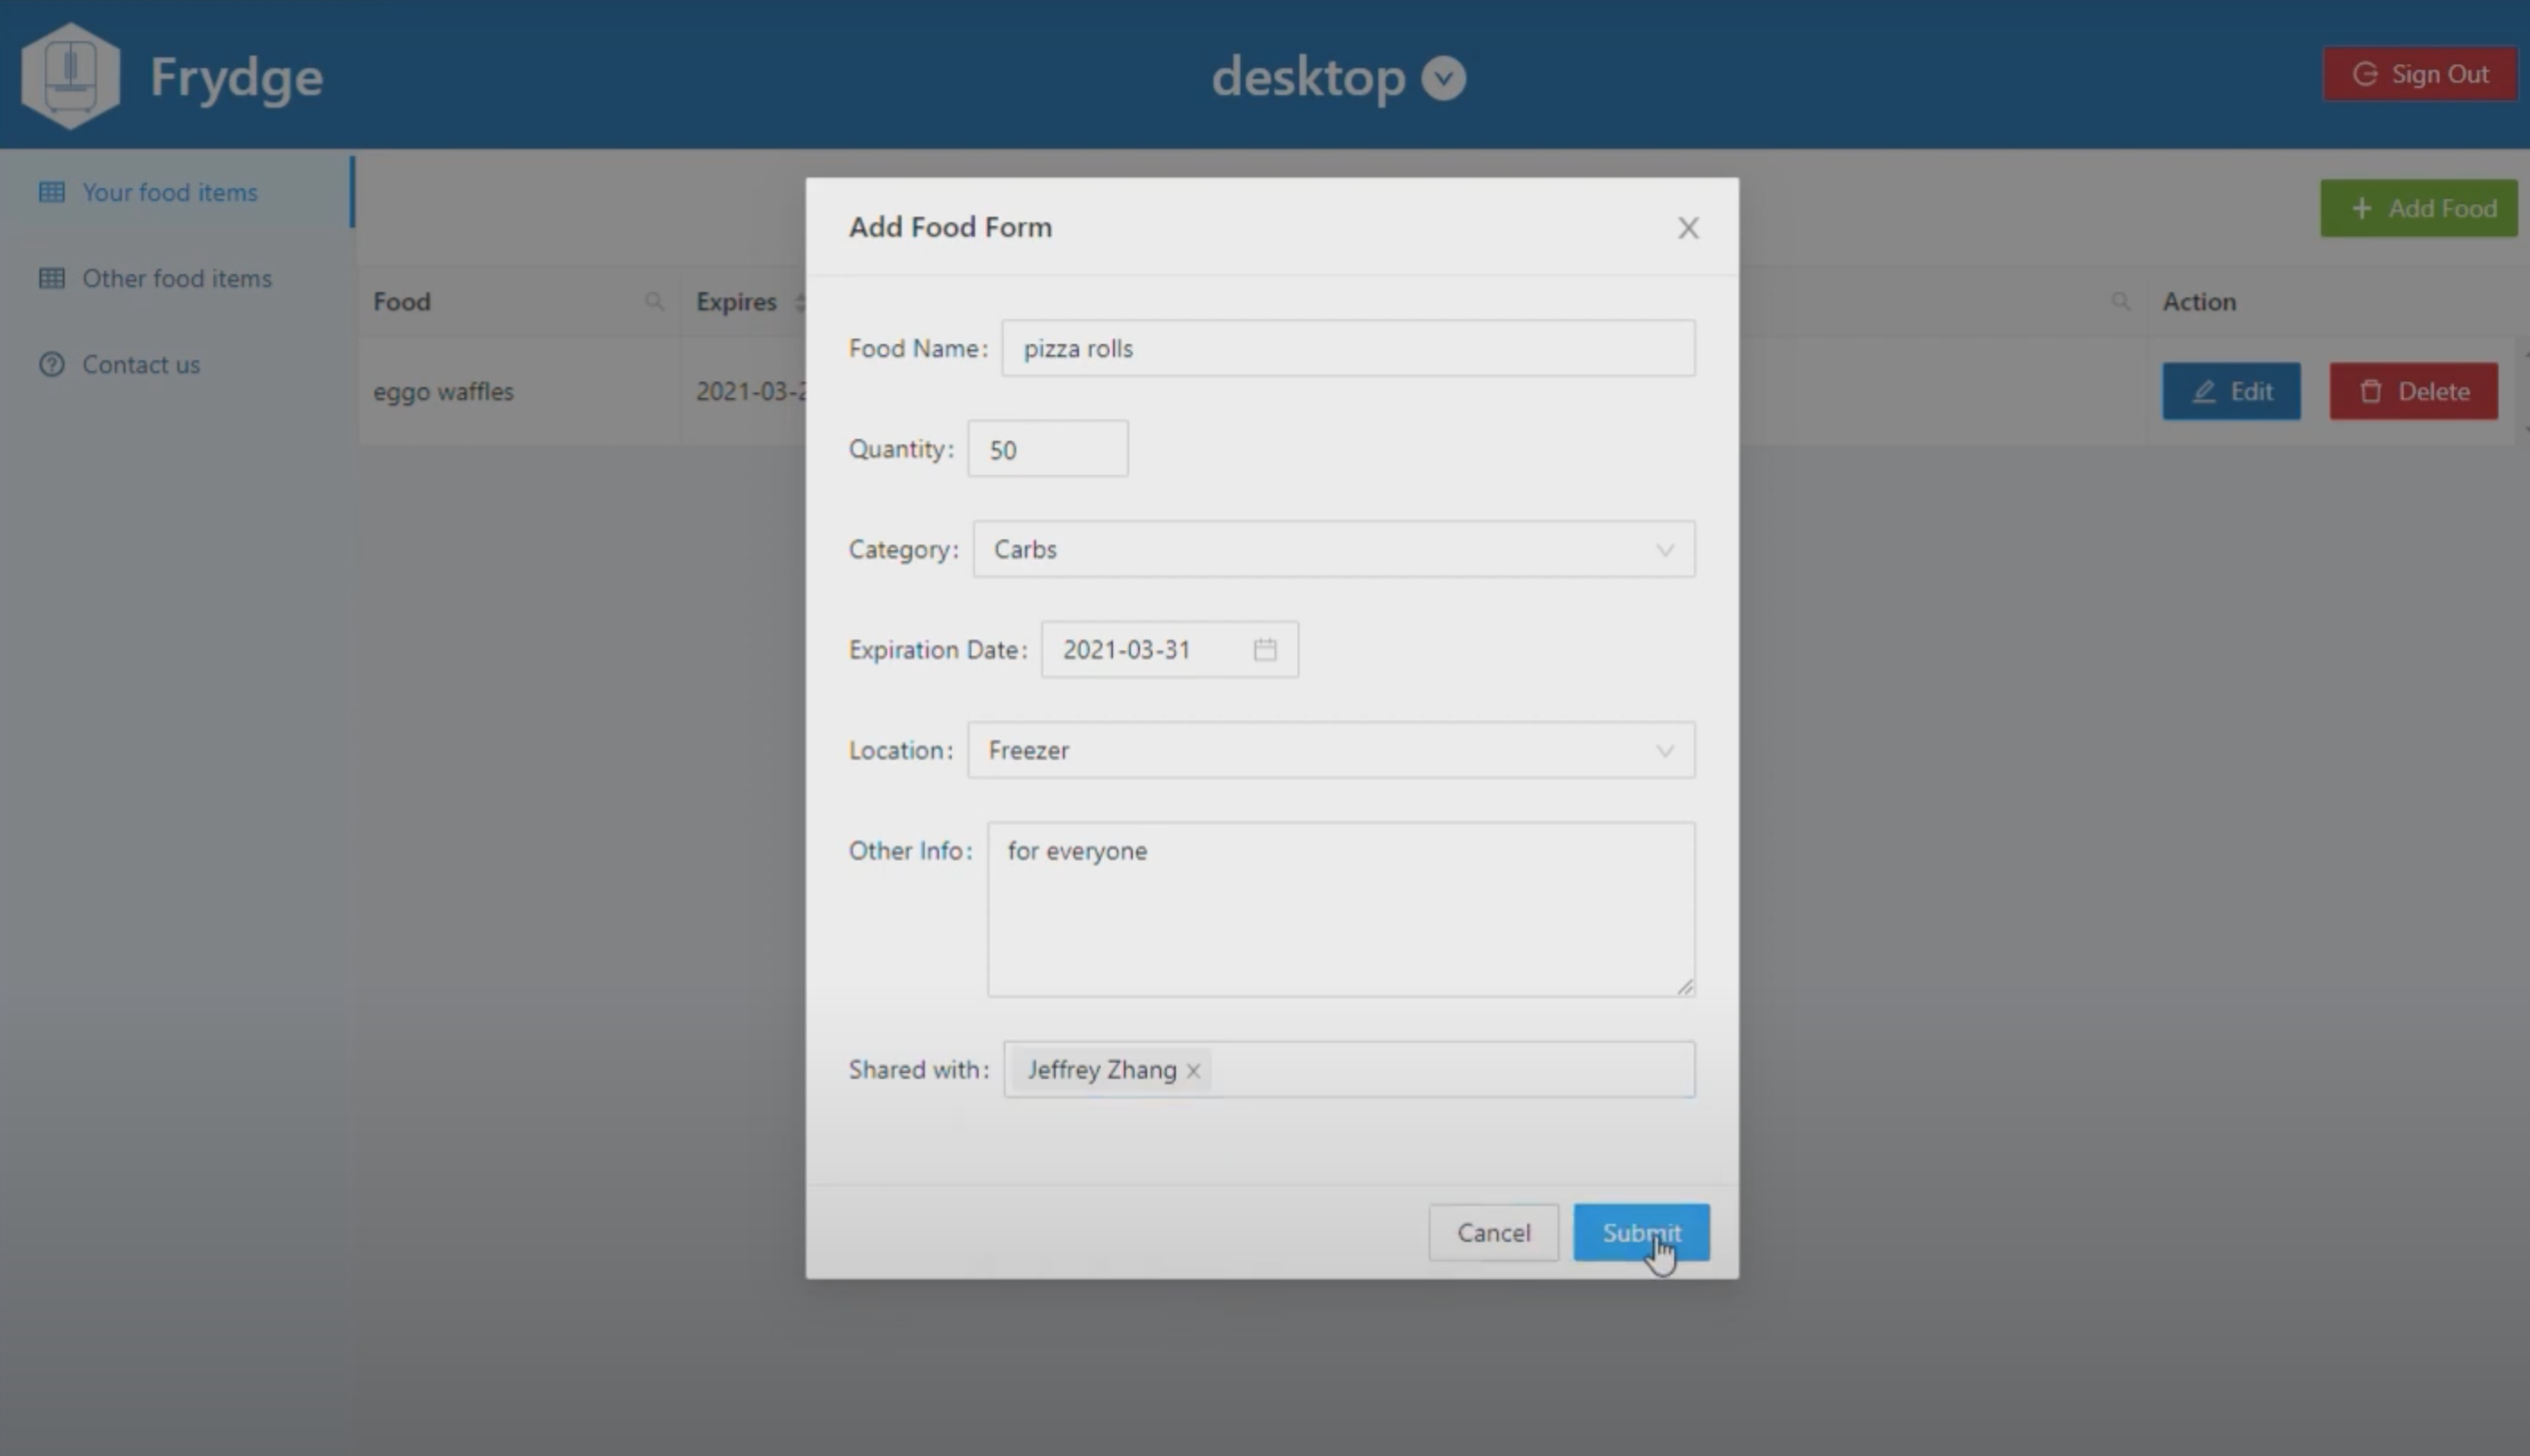 Frydge
desktop
Sign Out
Your food items
Other food items
Contact us
Add Food
Food
Expires
Action
eggo waffles
2021-03-2
Edit
Delete
Add Food Form
Food Name: pizza rolls
Quantity: 50
Category: Carbs
Expiration Date: 2021-03-31
Location: Freezer
Other Info: for everyone
Shared with: Jeffrey Zhang
Cancel
Submit